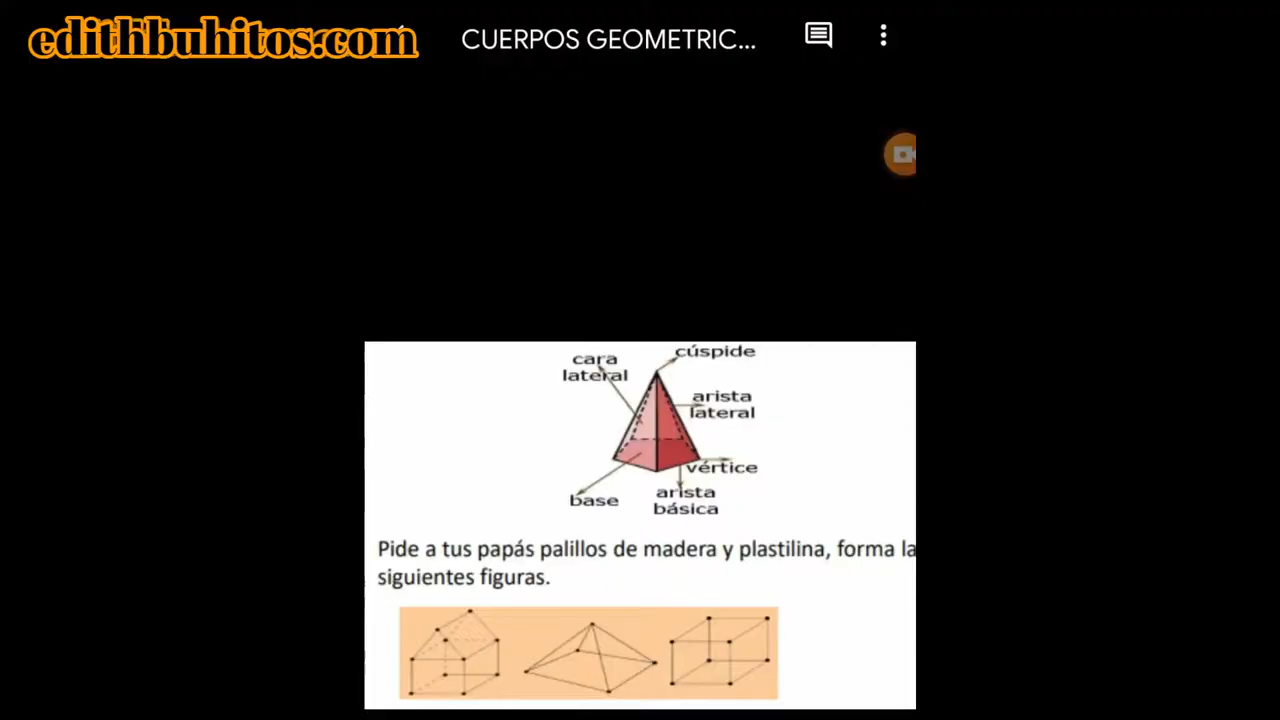 edithbuhitos.com
CUERPOS GEOMETRIC...
cúspide
cara
lateral
arista
lateral
vértice
base
arista
básica
Pide a tus papás palillos de madera y plastilina, forma la
siguientes figuras.